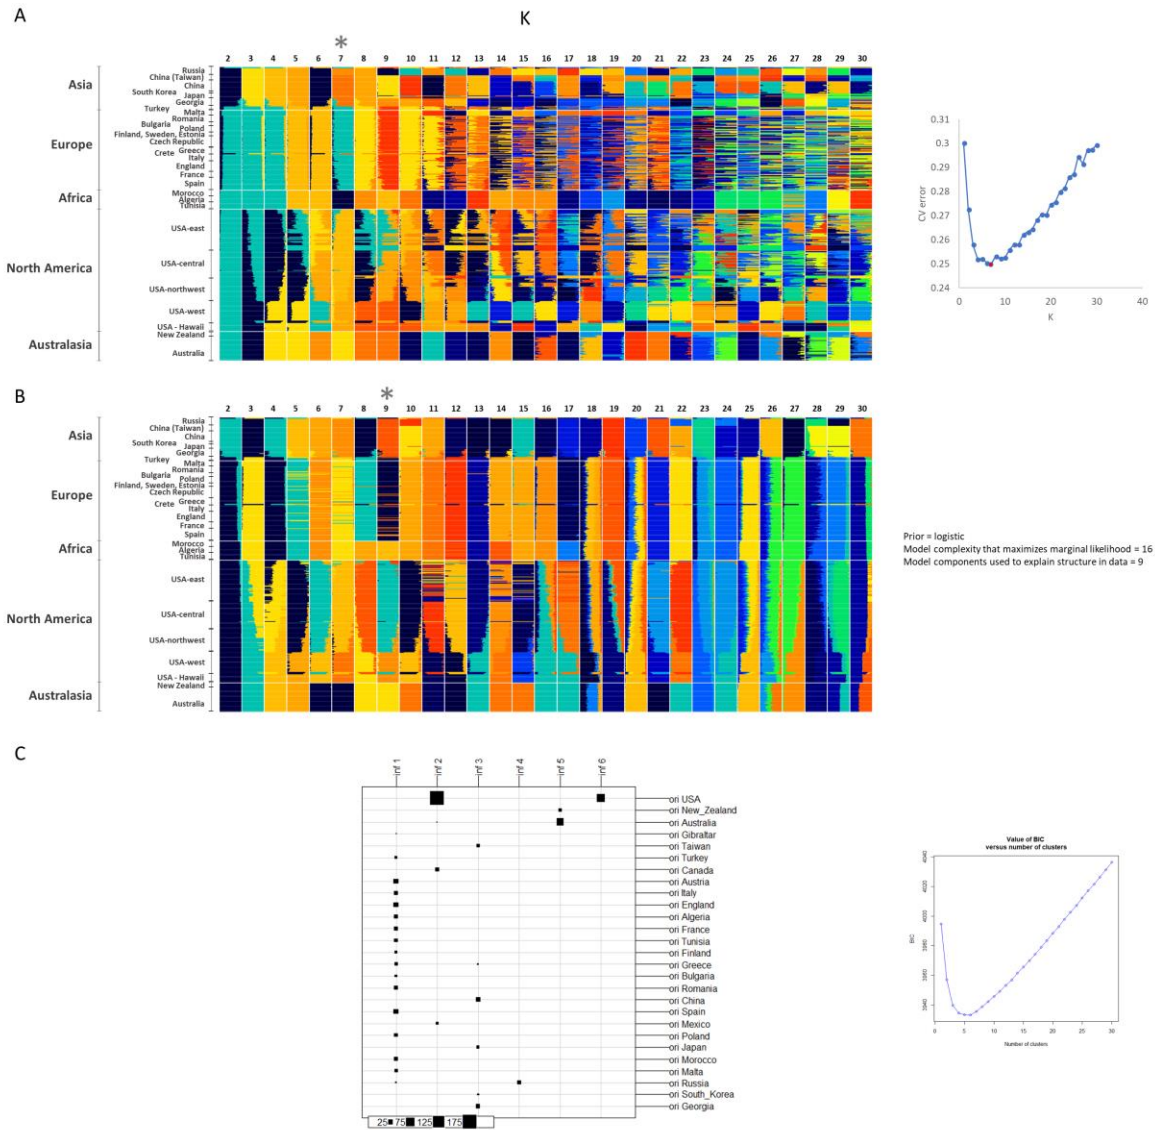 A
K
*
2 3 4 5 6 7 8 9 10 11 12 13 14 15 16 17 18 19 20 21 22 23 24 25 26 27 28 29 30
Asia
Europe
Africa
North America
Australasia
Russia
China (Taiwan)
China
South Korea
Japan
Georgia
Turkey
Malta
Romania
Bulgaria
Poland
Finland, Sweden, Estonia
Czech Republic
Crete
Greece
Italy
England
France
Spain
Morocco
Algeria
Tunisia
USA-east
USA-central
USA-northwest
USA-west
USA - Hawaii
New Zealand
Australia
0.31
0.3
0.29
0.28
0.27
0.26
0.25
0.24
CV error
0 10 20 30 40
K
B
*
2 3 4 5 6 7 8 9 10 11 12 13 14 15 16 17 18 19 20 21 22 23 24 25 26 27 28 29 30
Asia
Europe
Africa
North America
Australasia
Russia
China (Taiwan)
China
South Korea
Japan
Georgia
Turkey
Malta
Romania
Bulgaria
Poland
Finland, Sweden, Estonia
Czech Republic
Crete
Greece
Italy
England
France
Spain
Morocco
Algeria
Tunisia
USA-east
USA-central
USA-northwest
USA-west
USA - Hawaii
New Zealand
Australia
Prior = logistic
Model complexity that maximizes marginal likelihood = 16
Model components used to explain structure in data = 9
C
inf 1
inf 2
inf 3
inf 4
inf 5
inf 6
ori USA
ori New_Zealand
ori Australia
ori Gibraltar
ori Taiwan
ori Turkey
ori Canada
ori Austria
ori Italy
ori England
ori Algeria
ori France
ori Tunisia
ori Finland
ori Greece
ori Bulgaria
ori Romania
ori China
ori Spain
ori Mexico
ori Poland
ori Japan
ori Morocco
ori Malta
ori Russia
ori South_Korea
ori Georgia
25 75 125 175
Value of BIC
versus number of clusters
4040
4020
4000
3980
3960
3940
BIC
0 5 10 15 20 25 30
Number of clusters